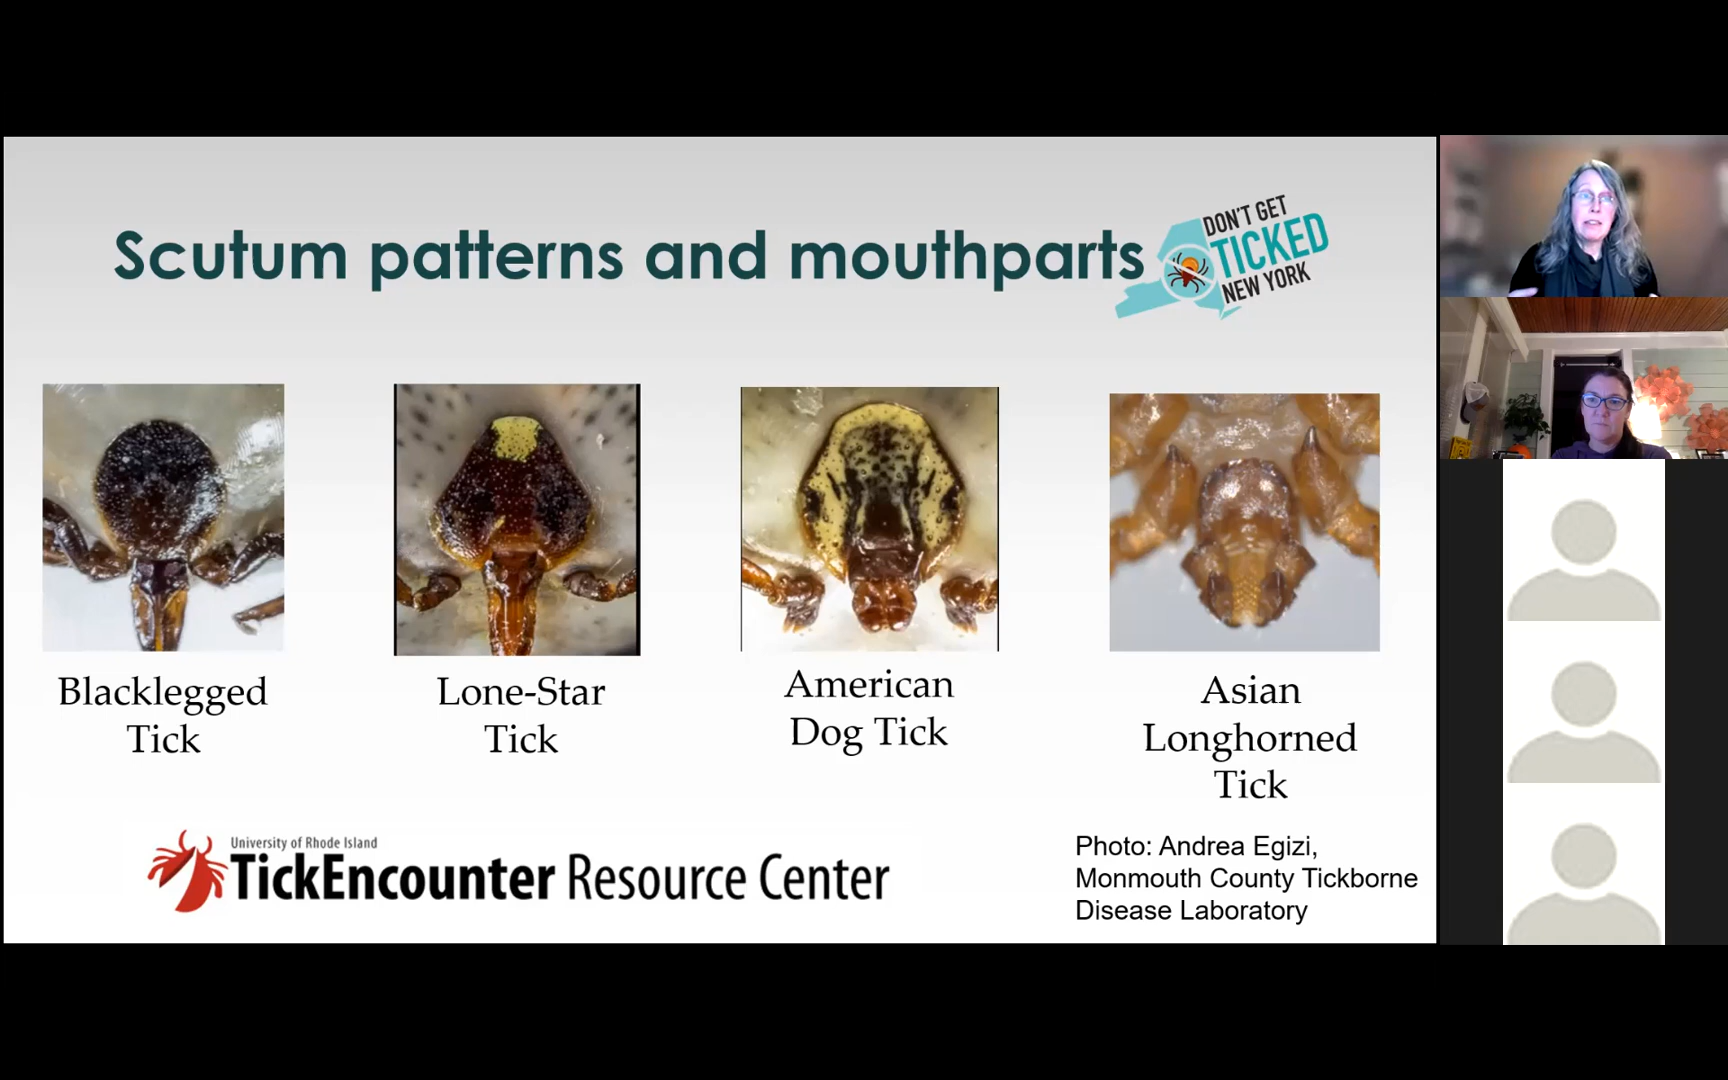 Scutum patterns and mouthparts
DON'T GET
TICKED
NEW YORK
Blacklegged
Tick
Lone-Star
Tick
American
Dog Tick
Asian
Longhorned
Tick
University of Rhode Island
TickEncounter Resource Center
Photo: Andrea Egizi,
Monmouth County Tickborne
Disease Laboratory